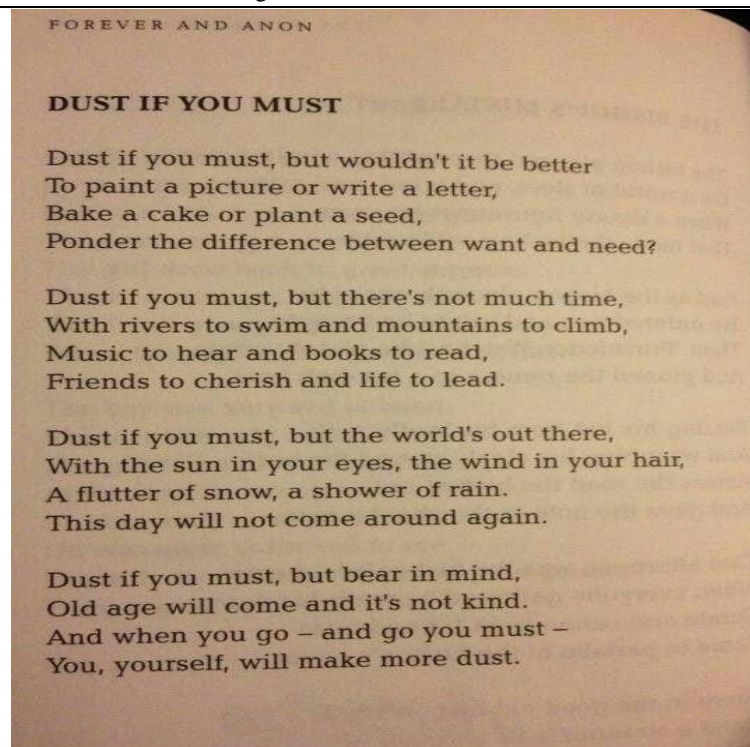 FOREVER AND ANON
DUST IF YOU MUST
Dust if you must, but wouldn't it be better
To paint a picture or write a letter,
Bake a cake or plant a seed,
Ponder the difference between want and need?
Dust if you must, but there's not much time,
With rivers to swim and mountains to climb,
Music to hear and books to read,
Friends to cherish and life to lead.
Dust if you must, but the world's out there,
With the sun in your eyes, the wind in your hair,
A flutter of snow, a shower of rain.
This day will not come around again.
Dust if you must, but bear in mind,
Old age will come and it's not kind.
And when you go – and go you must –
You, yourself, will make more dust.